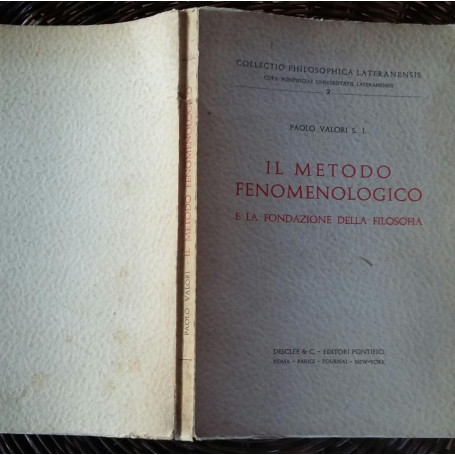 COLLECTIO PHILOSOPHICA LATERANENSIS
CURA PONTIFICIAE UNIVERSITATIS LATERANENSIS
2
PAOLO VALORI S. I.
IL METODO
FENOMENOLOGICO
E LA FONDAZIONE DELLA FILOSOFIA
DESCLÉE & C. - EDITORI PONTIFICI
ROMA - PARIGI - TOURNAI - NEW-YORK
PAOLO VALORI - IL METODO FENOMENOLOGICO